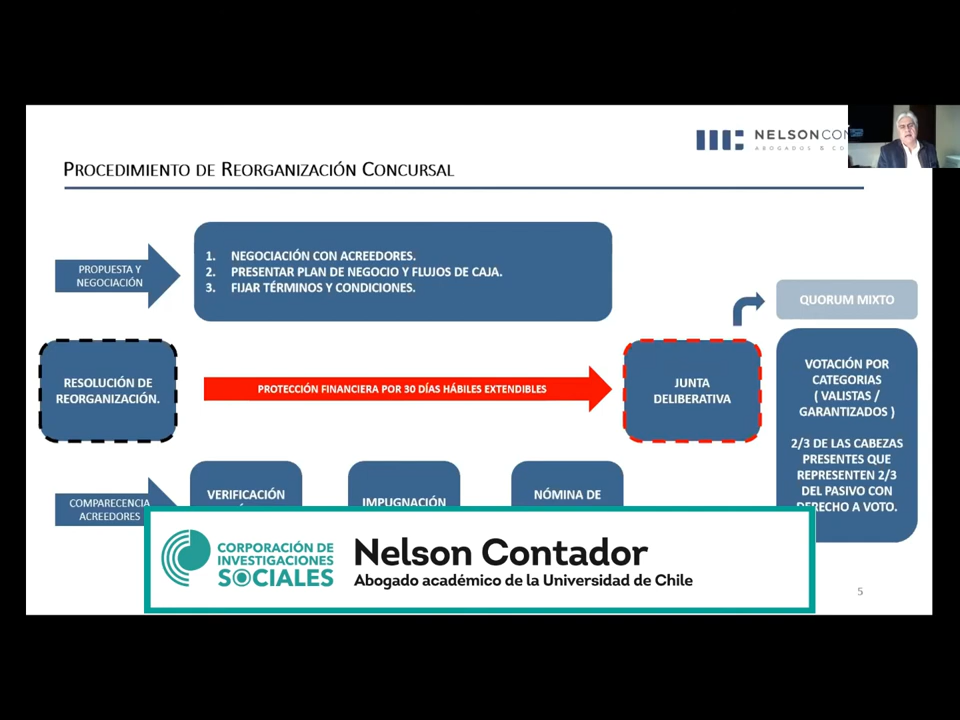 NELSON
PROCEDIMIENTO DE REORGANIZACIÓN CONCURSAL
PROPUESTA Y
NEGOCIACIÓN
1. NEGOCIACIÓN CON ACREEDORES.
2. PRESENTAR PLAN DE NEGOCIO Y FLUJOS DE CAJA.
3. FIJAR TÉRMINOS Y CONDICIONES.
QUORUM MIXTO
RESOLUCIÓN DE
REORGANIZACIÓN.
PROTECCIÓN FINANCIERA POR 30 DÍAS HÁBILES EXTENDIBLES
JUNTA
DELIBERATIVA
VOTACIÓN POR
CATEGORIAS
( VALISTAS /
GARANTIZADOS )
2/3 DE LAS CABEZAS
PRESENTES QUE
REPRESENTEN 2/3
DEL PASIVO CON
DERECHO A VOTO.
COMPARECENCIA
ACREEDORES
VERIFICACIÓN
IMPUGNACIÓN
NÓMINA DE
CORPORACIÓN DE
INVESTIGACIONES
SOCIALES
Nelson Contador
Abogado académico de la Universidad de Chile
5